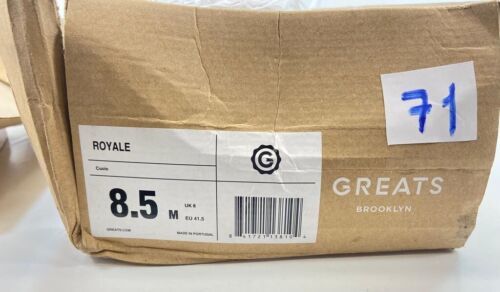 71
ROYALE
G
Cuoio
8.5 M
UK 8
EU 41.5
GREATS.COM
MADE IN PORTUGAL
GREATS
BROOKLYN